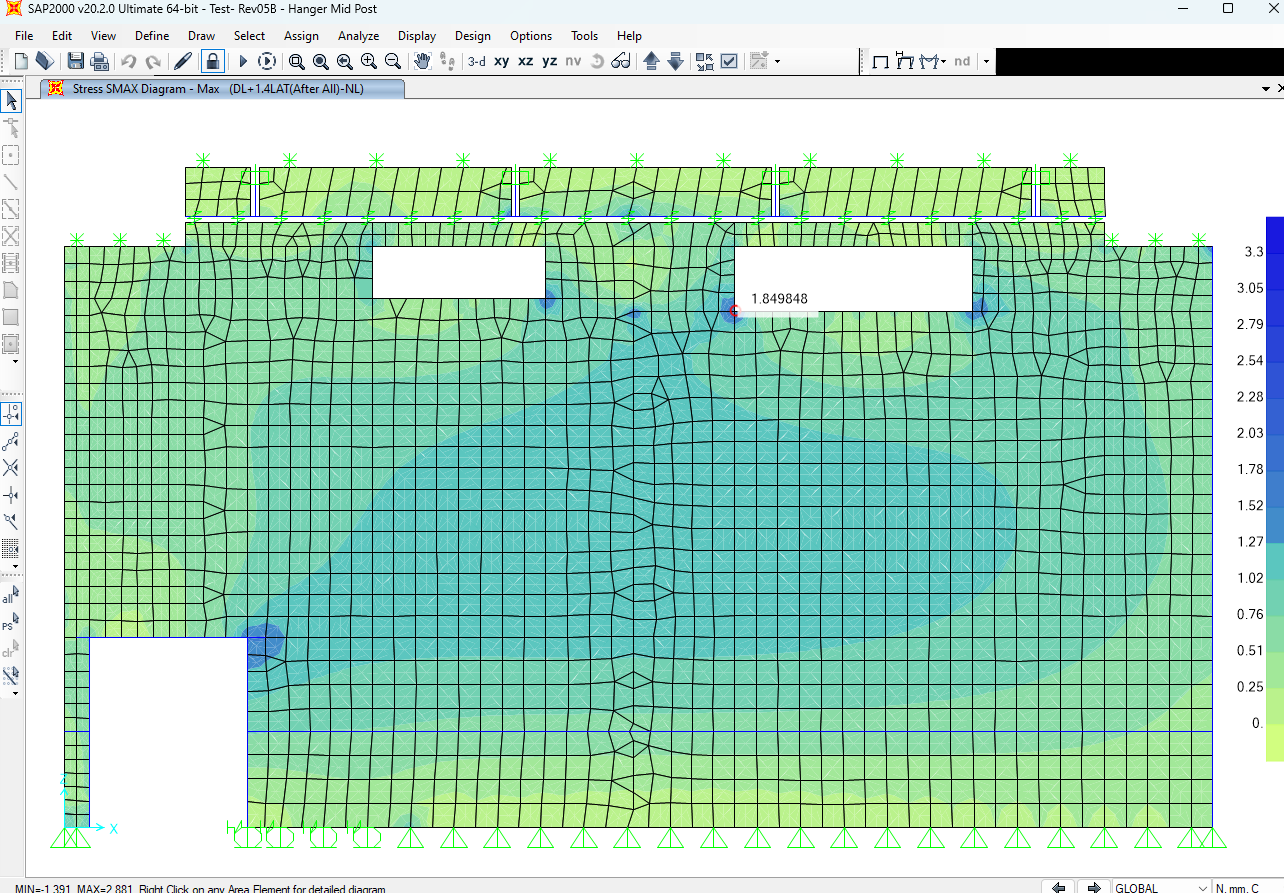 SAP2000 v20.2.0 Ultimate 64-bit - Test- Rev05B - Hanger Mid Post
File Edit View Define Draw Select Assign Analyze Display Design Options Tools Help
3-d xy xz yz nv nd
Stress SMAX Diagram - Max (DL+1.4LAT(After All)-NL)
3.3
1.849848
3.05
2.79
2.54
2.28
2.03
1.78
1.52
1.27
1.02
0.76
0.51
0.25
0.
all
PS
clr
Z
X
MIN=-1.391, MAX=2.881, Right Click on any Area Element for detailed diagram
GLOBAL
N, mm, C